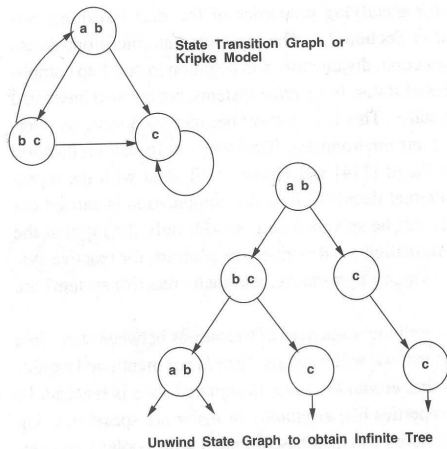 a b
State Transition Graph or
Kripke Model
b c
c
a b
b c
c
a b
c
c
Unwind State Graph to obtain Infinite Tree